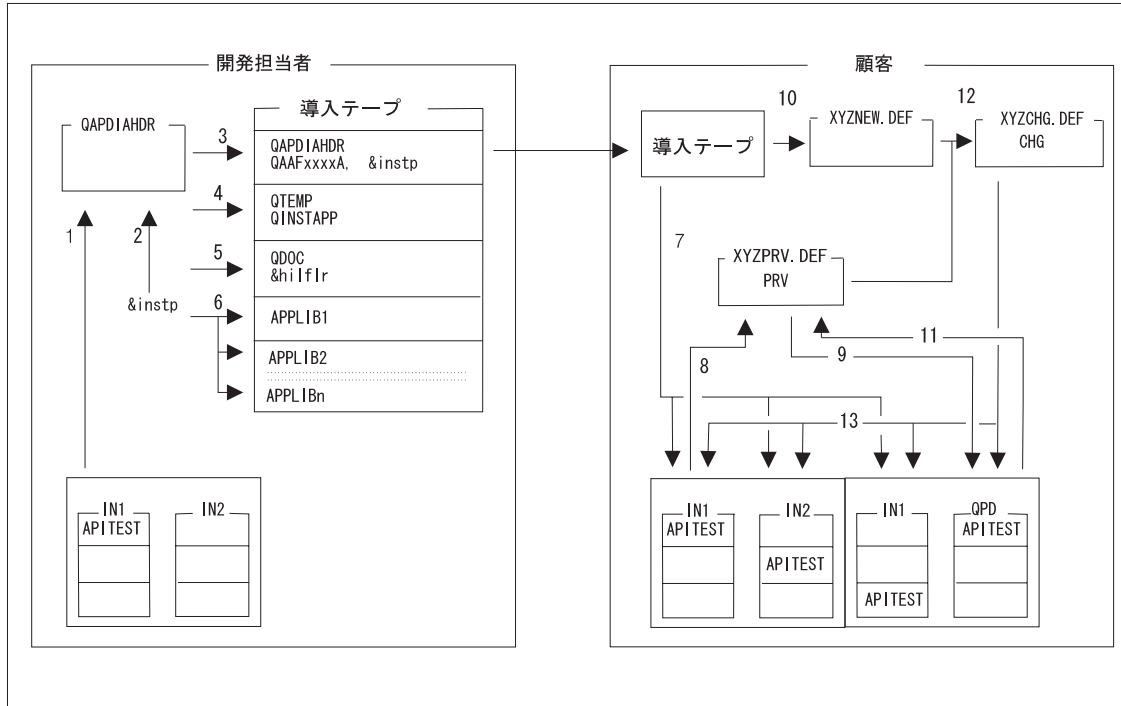 開発担当者
QAPDIAHDR
導入テープ
3
QAPDIAHDR
QAAFxxxxA, &instp
4
QTEMP
QINSTAPP
1
2
5
QDOC
&hilflr
&instp
6
APPLIB1
APPLIB2
APPLIBn
IN1
IN2
APITEST
顧客
導入テープ
10
XYZNEW.DEF
12
XYZCHG.DEF
CHG
7
XYZPRV.DEF
PRV
8
9
11
13
IN1
APITEST
IN2
APITEST
IN1
APITEST
QPD
APITEST